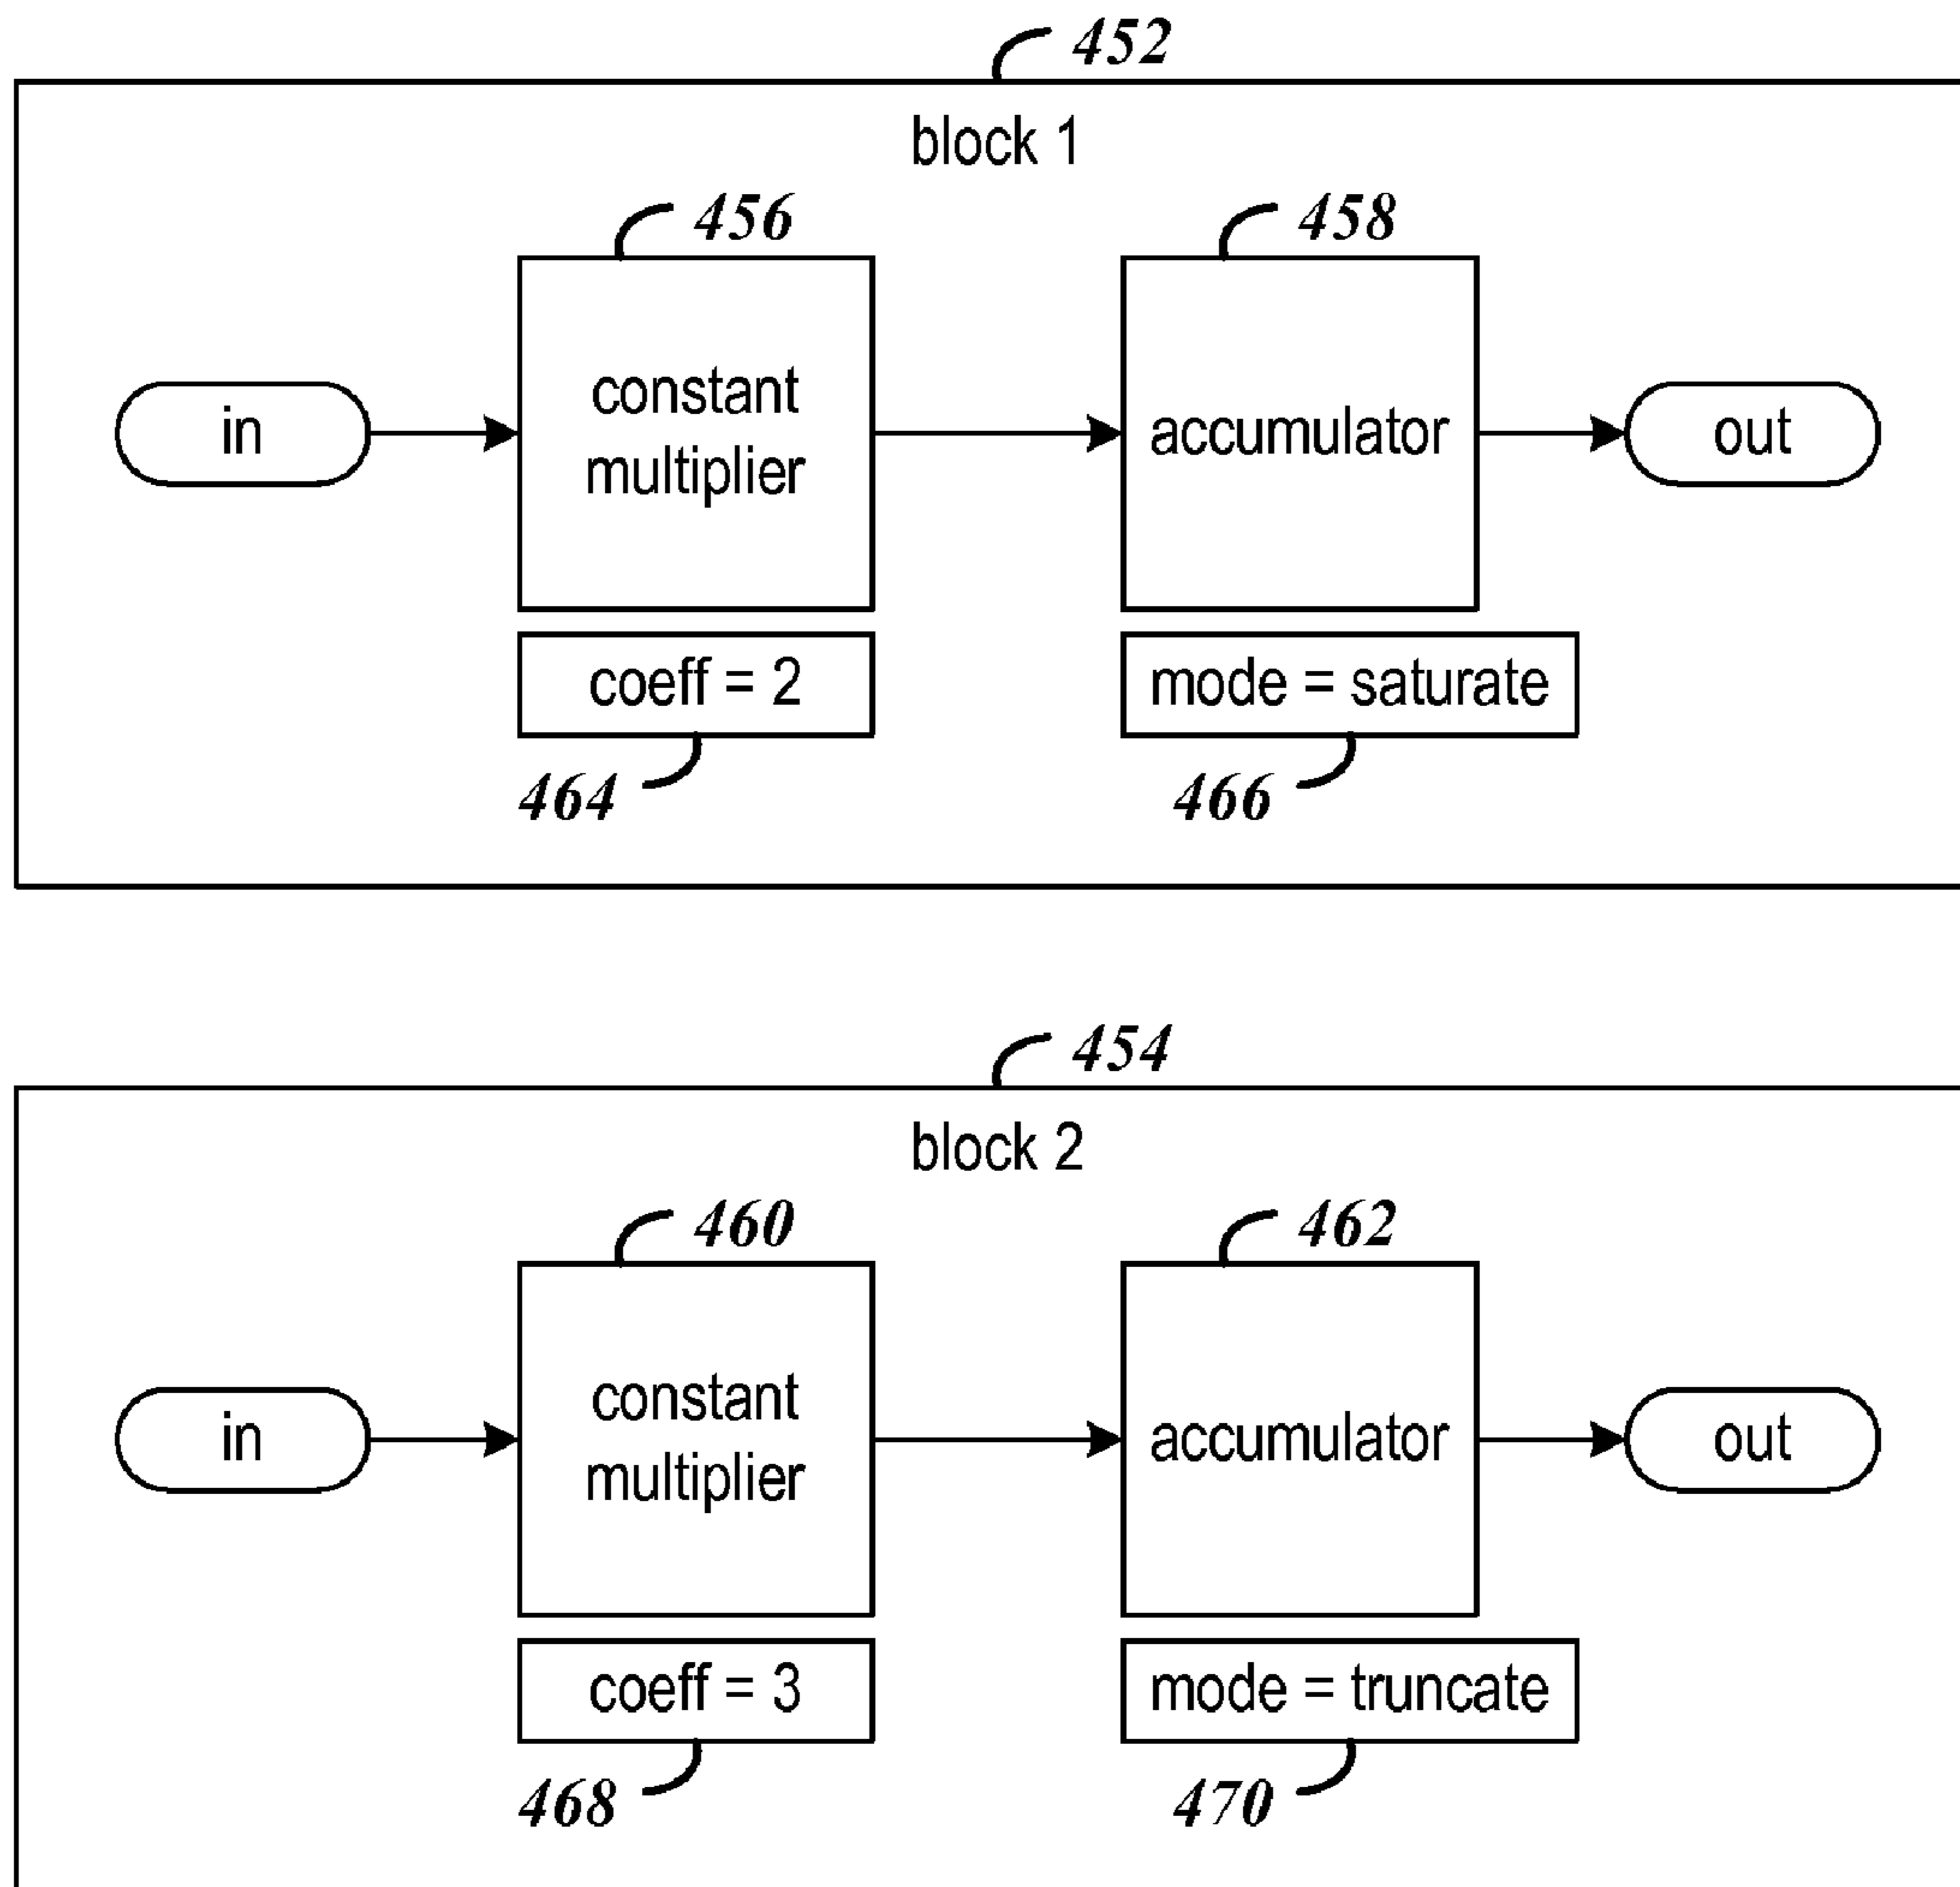 452
block 1
456
458
in
constant
multiplier
accumulator
out
coeff = 2
mode = saturate
464
466
454
block 2
460
462
in
constant
multiplier
accumulator
out
coeff = 3
mode = truncate
468
470